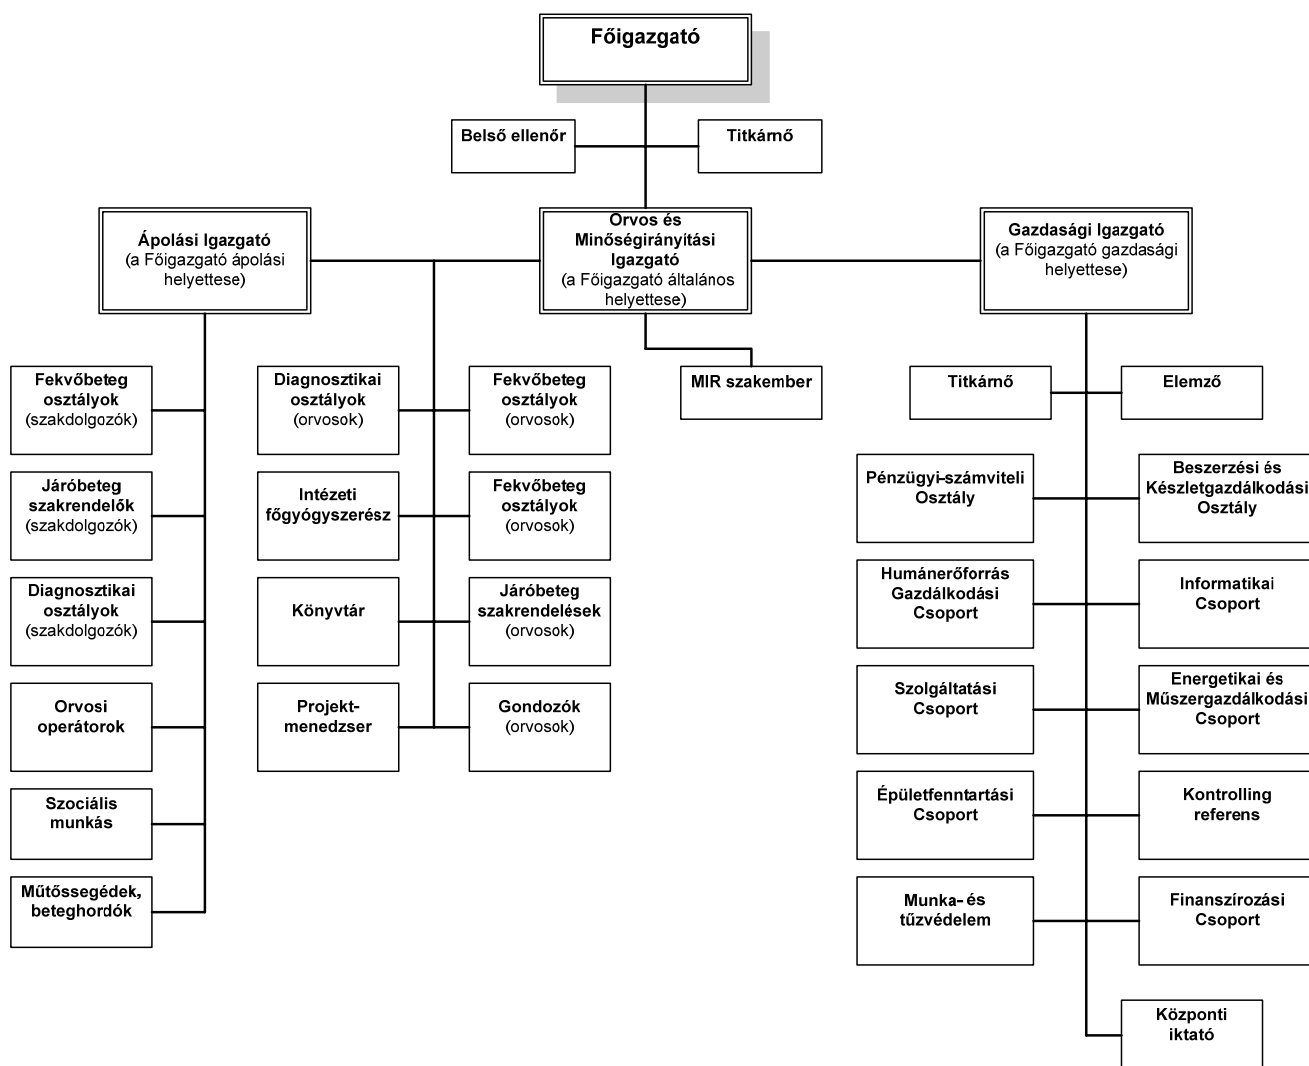 Főigazgató
Belső ellenőr
Titkárnő
Ápolási Igazgató
(a Főigazgató ápolási
helyettese)
Orvos és
Minőségirányítási
Igazgató
(a Főigazgató általános
helyettese)
Gazdasági Igazgató
(a Főigazgató gazdasági
helyettese)
Fekvőbeteg
osztályok
(szakdolgozók)
Járóbeteg
szakrendelők
(szakdolgozók)
Diagnosztikai
osztályok
(szakdolgozók)
Orvosi
operátorok
Szociális
munkás
Műtőssegédek,
beteghordók
Diagnosztikai
osztályok
(orvosok)
Fekvőbeteg
osztályok
(orvosok)
Intézeti
főgyógyszerész
Fekvőbeteg
osztályok
(orvosok)
Könyvtár
Járóbeteg
szakrendelések
(orvosok)
Projekt-
menedzser
Gondozók
(orvosok)
MIR szakember
Titkárnő
Elemző
Pénzügyi-számviteli
Osztály
Beszerzési és
Készletgazdálkodási
Osztály
Humánerőforrás
Gazdálkodási
Csoport
Informatikai
Csoport
Szolgáltatási
Csoport
Energetikai és
Műszergazdálkodási
Csoport
Épületfenntartási
Csoport
Kontrolling
referens
Munka- és
tűzvédelem
Finanszírozási
Csoport
Központi
iktató